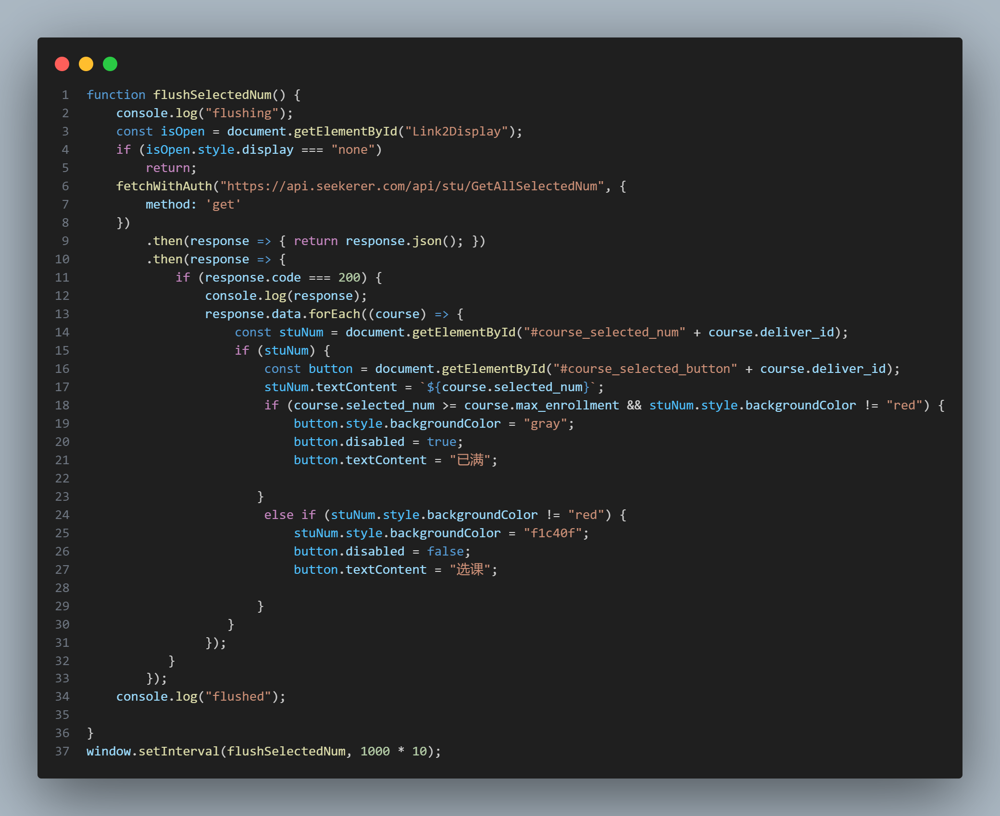 1 function flushSelectedNum() {
2 console.log("flushing");
3 const isOpen = document.getElementById("Link2Display");
4 if (isOpen.style.display === "none")
5 return;
6 fetchWithAuth("https://api.seekerer.com/api/stu/GetAllSelectedNum", {
7 method: 'get'
8 })
9 .then(response => { return response.json(); })
10 .then(response => {
11 if (response.code === 200) {
12 console.log(response);
13 response.data.forEach((course) => {
14 const stuNum = document.getElementById("#course_selected_num" + course.deliver_id);
15 if (stuNum) {
16 const button = document.getElementById("#course_selected_button" + course.deliver_id);
17 stuNum.textContent = `${course.selected_num}`;
18 if (course.selected_num >= course.max_enrollment && stuNum.style.backgroundColor != "red") {
19 button.style.backgroundColor = "gray";
20 button.disabled = true;
21 button.textContent = "已满";
22
23 }
24 else if (stuNum.style.backgroundColor != "red") {
25 stuNum.style.backgroundColor = "f1c40f";
26 button.disabled = false;
27 button.textContent = "选课";
28
29 }
30 }
31 });
32 }
33 });
34 console.log("flushed");
35
36 }
37 window.setInterval(flushSelectedNum, 1000 * 10);